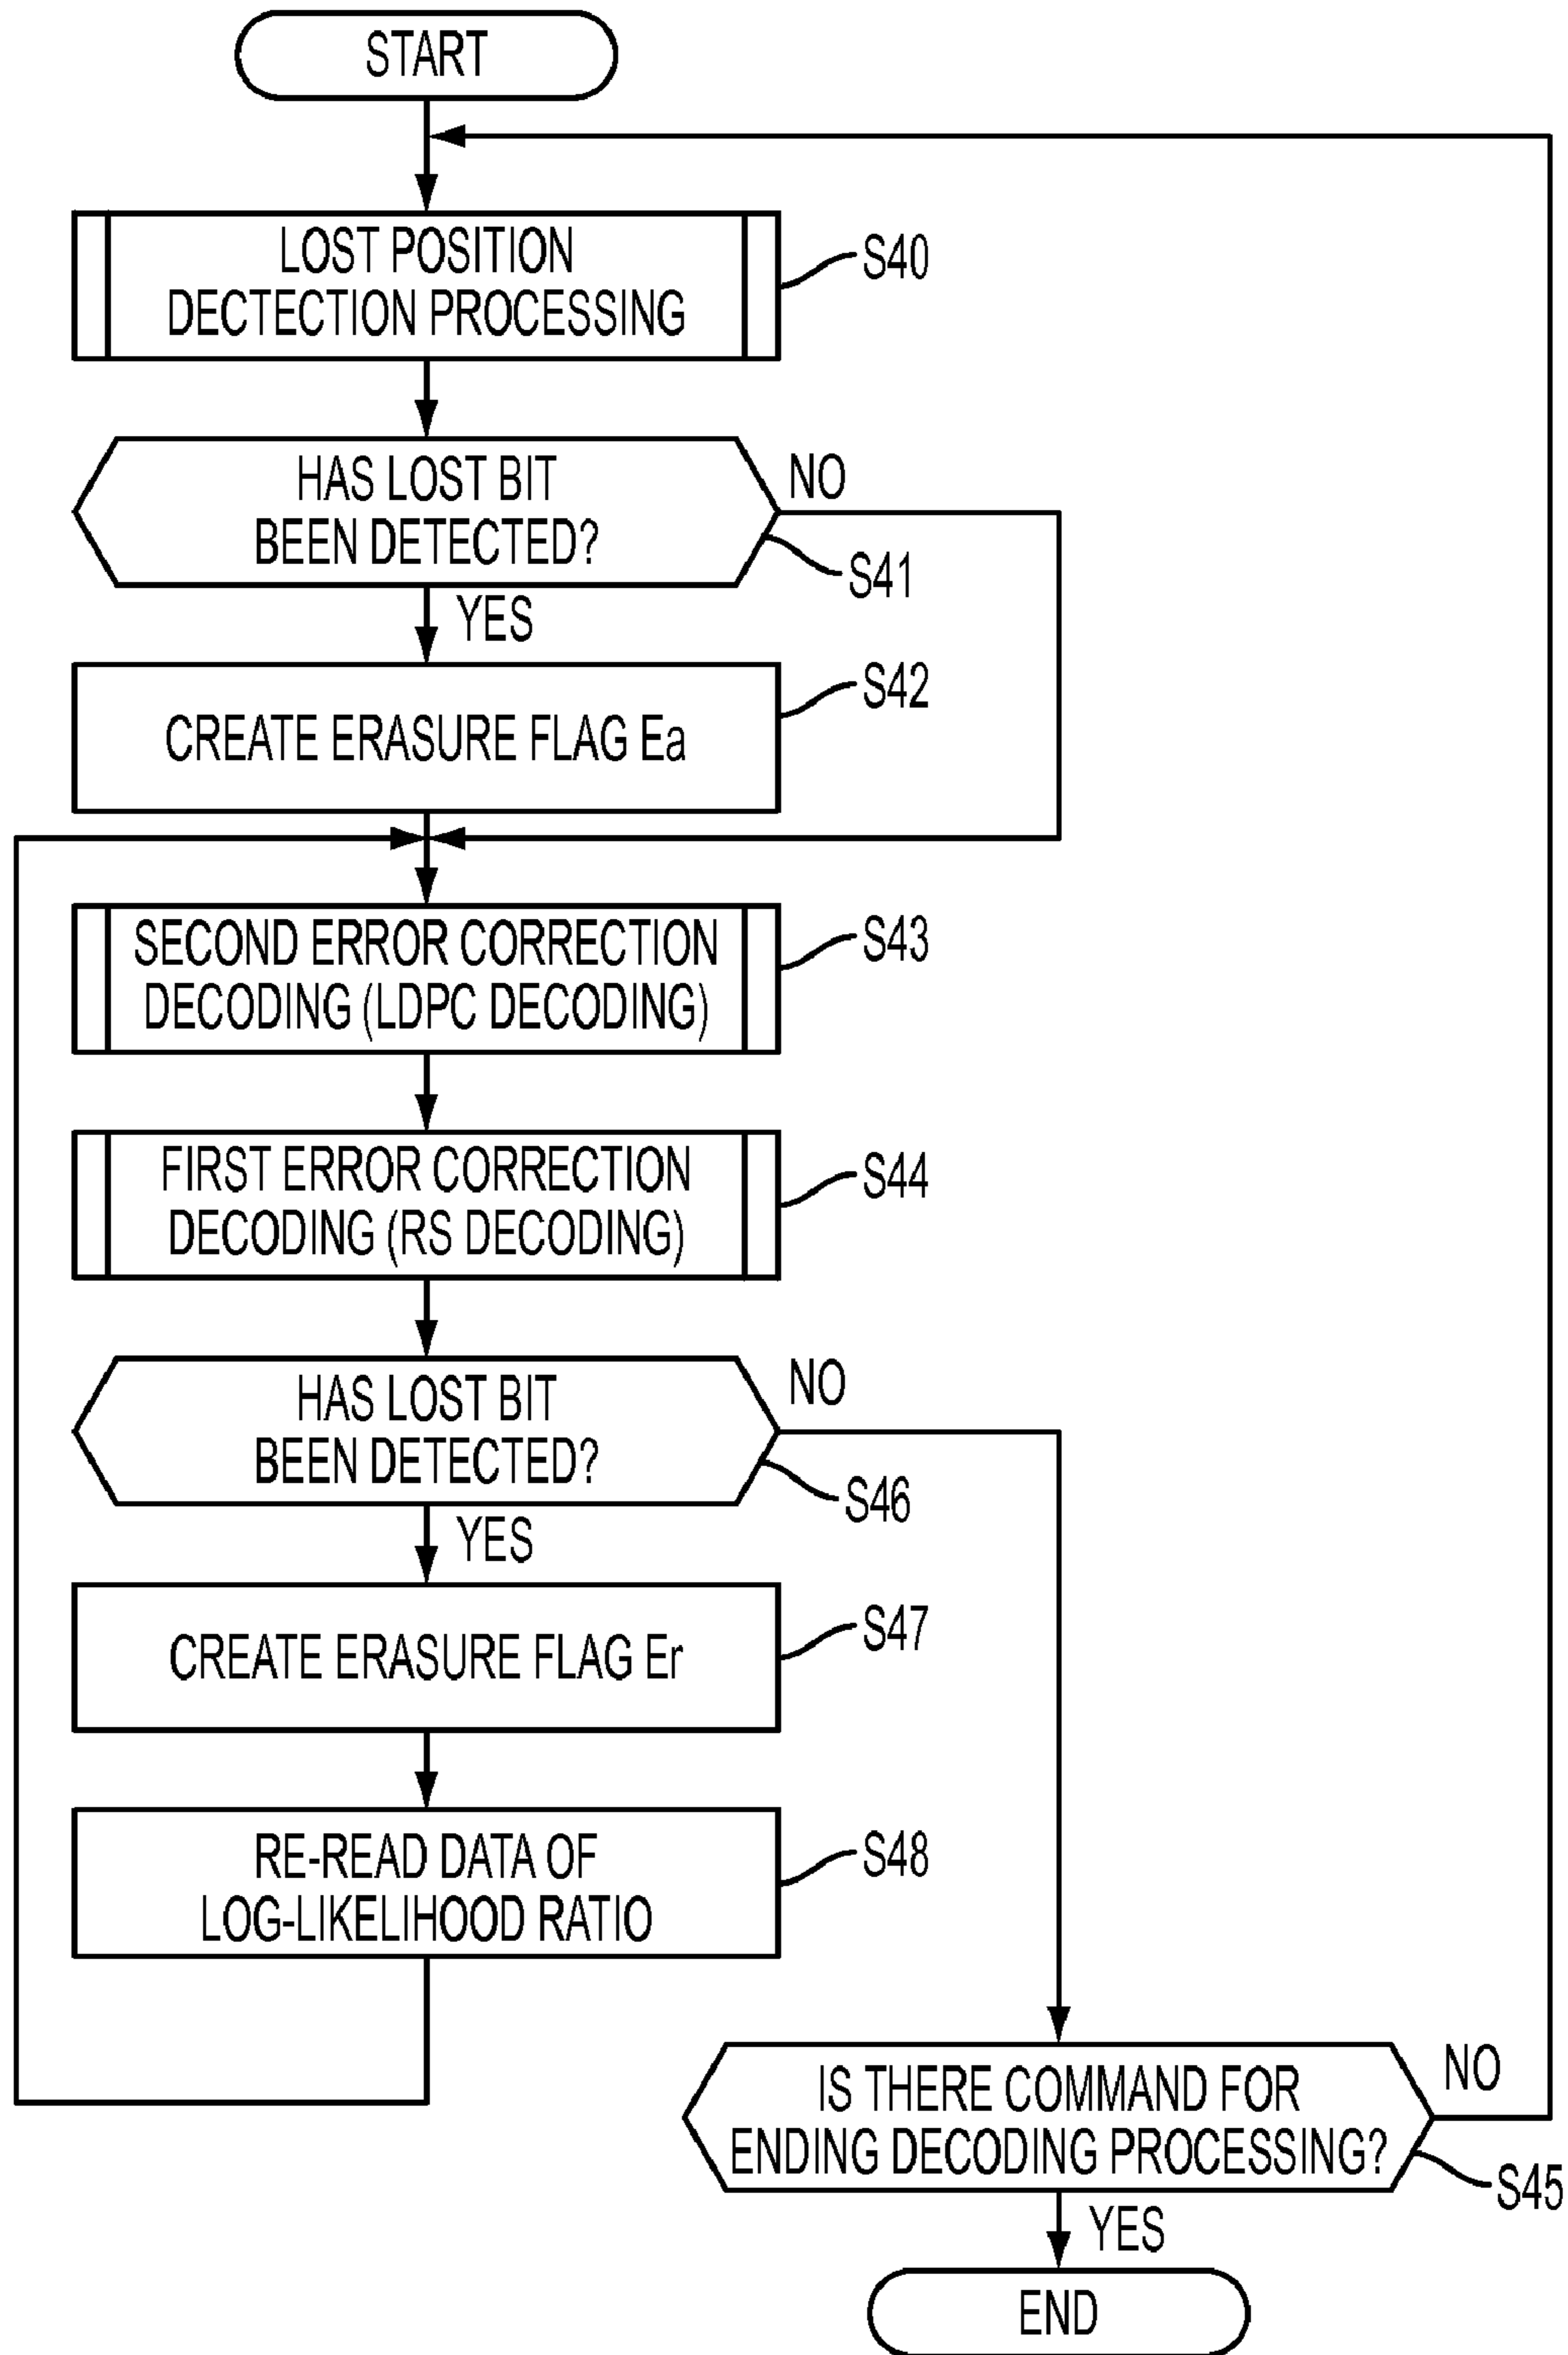 START
LOST POSITION
DECTECTION PROCESSING
S40
HAS LOST BIT
BEEN DETECTED?
NO
S41
YES
CREATE ERASURE FLAG Ea
S42
SECOND ERROR CORRECTION
DECODING (LDPC DECODING)
S43
FIRST ERROR CORRECTION
DECODING (RS DECODING)
S44
HAS LOST BIT
BEEN DETECTED?
NO
S46
YES
CREATE ERASURE FLAG Er
S47
RE-READ DATA OF
LOG-LIKELIHOOD RATIO
S48
IS THERE COMMAND FOR
ENDING DECODING PROCESSING?
NO
S45
YES
END